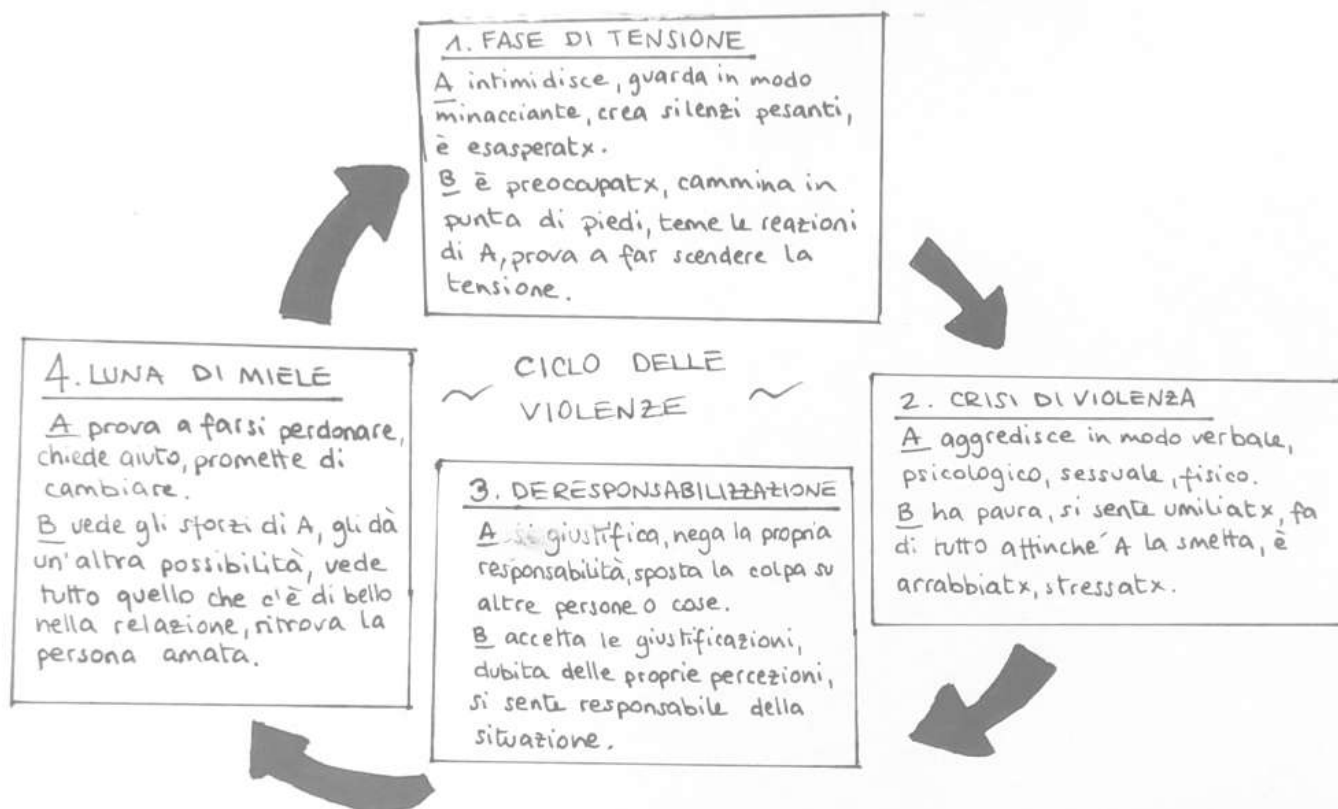 1. FASE DI TENSIONE
A intimidisce, guarda in modo
minacciante, crea silenzi pesanti,
è esasperatx.
B è preoccupatx, cammina in
punta di piedi, teme le reazioni
di A, prova a far scendere la
tensione.
CICLO DELLE
VIOLENZE
2. CRISI DI VIOLENZA
A aggredisce in modo verbale,
psicologico, sessuale, fisico.
B ha paura, si sente umiliatx, fa
di tutto affinché A la smetta, è
arrabbiatx, stressatx.
3. DERESPONSABILIZZAZIONE
A si giustifica, nega la propria
responsabilità, sposta la colpa su
altre persone o cose.
B accetta le giustificazioni,
dubita delle proprie percezioni,
si sente responsabile della
situazione.
4. LUNA DI MIELE
A prova a farsi perdonare,
chiede aiuto, promette di
cambiare.
B vede gli sforzi di A, gli dà
un'altra possibilità, vede
tutto quello che c'è di bello
nella relazione, ritrova la
persona amata.